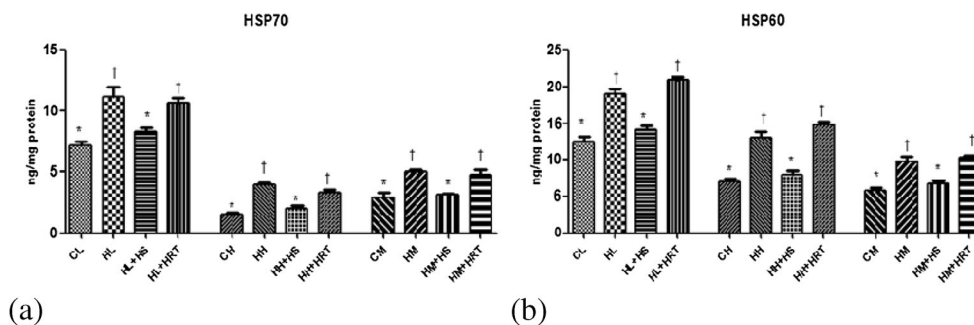 HSP70
ng/mg protein
15
10
5
0
* † * †
* † * †
* † * †
CL HL HL+HS HL+HRT
CH HH HH+HS HH+HRT
CM HM HM+HS HM+HRT
(a)
HSP60
ng/mg protein
25
20
15
10
5
0
* † * †
* † * †
* † * †
CL HL HL+HS HL+HRT
CH HH HH+HS HH+HRT
CM HM HM+HS HM+HRT
(b)